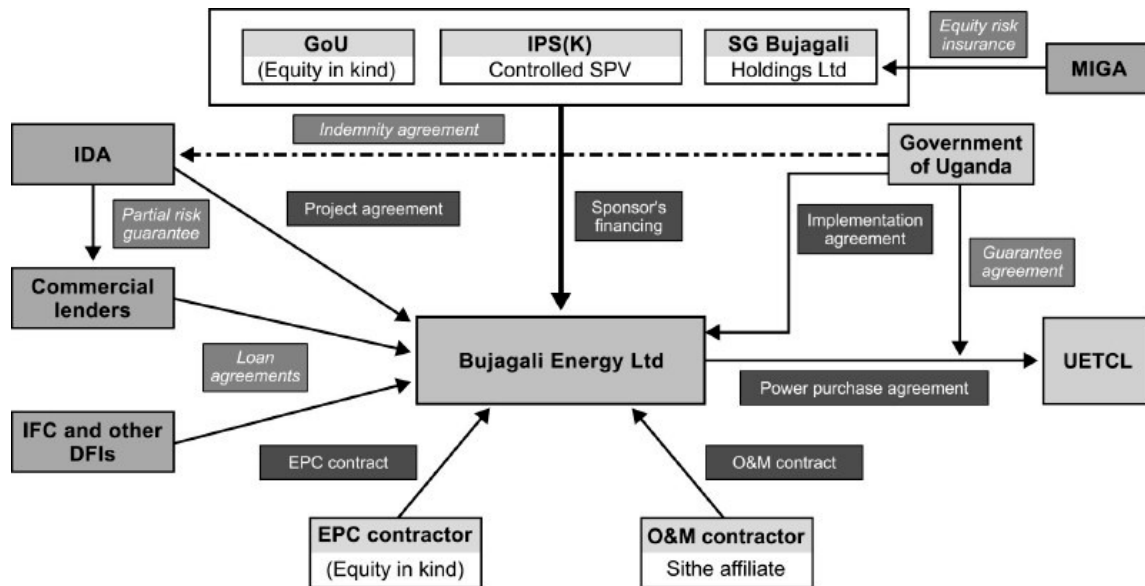 GoU
(Equity in kind)
IPS(K)
Controlled SPV
SG Bujagali
Holdings Ltd
Equity risk
insurance
MIGA
Indemnity agreement
IDA
Government
of Uganda
Partial risk
guarantee
Project agreement
Sponsor's
financing
Implementation
agreement
Guarantee
agreement
Commercial
lenders
Bujagali Energy Ltd
UETCL
Loan
agreements
Power purchase agreement
IFC and other
DFIs
EPC contract
O&M contract
EPC contractor
(Equity in kind)
O&M contractor
Sithe affiliate